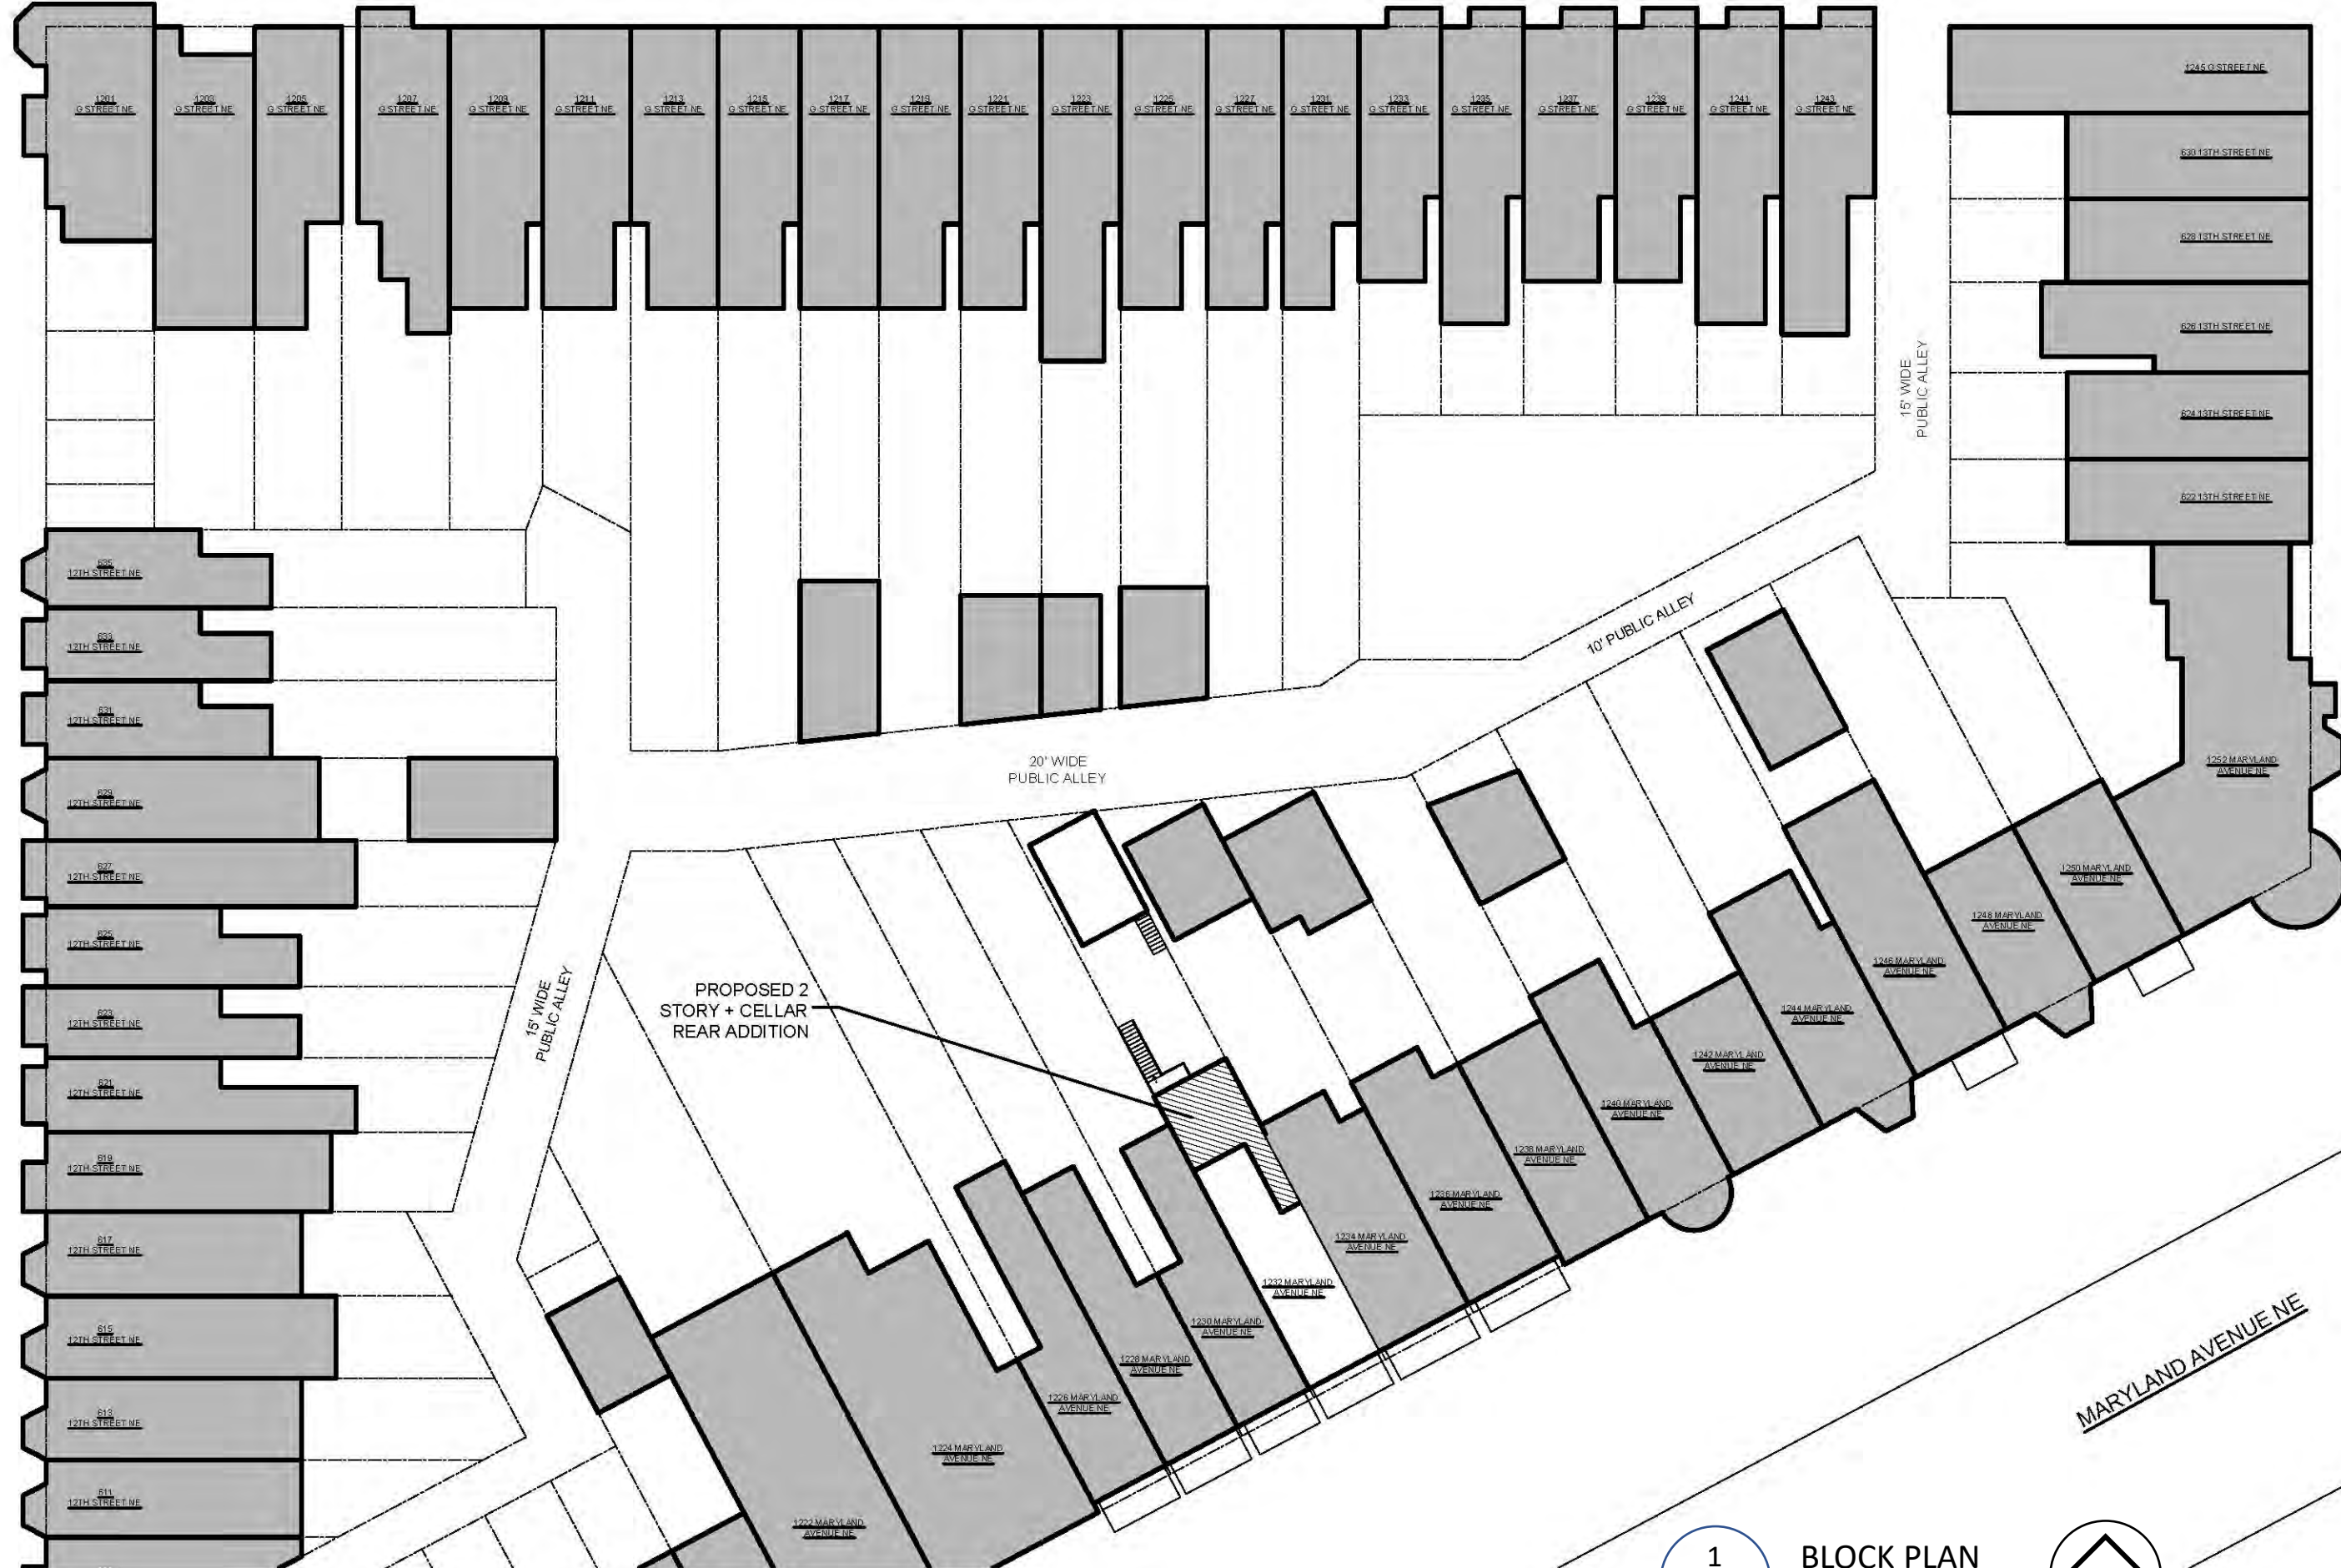 1201
G STREET NE
1203
G STREET NE
1205
G STREET NE
1207
G STREET NE
1209
G STREET NE
1211
G STREET NE
1213
G STREET NE
1215
G STREET NE
1217
G STREET NE
1219
G STREET NE
1221
G STREET NE
1223
G STREET NE
1225
G STREET NE
1227
G STREET NE
1231
G STREET NE
1233
G STREET NE
1235
G STREET NE
1237
G STREET NE
1239
G STREET NE
1241
G STREET NE
1243
G STREET NE
1245 G STREET NE
630 13TH STREET NE
628 13TH STREET NE
626 13TH STREET NE
624 13TH STREET NE
622 13TH STREET NE
15' WIDE
PUBLIC ALLEY
635
12TH STREET NE
633
12TH STREET NE
631
12TH STREET NE
629
12TH STREET NE
627
12TH STREET NE
625
12TH STREET NE
623
12TH STREET NE
621
12TH STREET NE
619
12TH STREET NE
617
12TH STREET NE
615
12TH STREET NE
613
12TH STREET NE
611
12TH STREET NE
10' PUBLIC ALLEY
20' WIDE
PUBLIC ALLEY
15' WIDE
PUBLIC ALLEY
PROPOSED 2
STORY + CELLAR
REAR ADDITION
1252 MARYLAND
AVENUE NE
1250 MARYLAND
AVENUE NE
1248 MARYLAND
AVENUE NE
1246 MARYLAND
AVENUE NE
1244 MARYLAND
AVENUE NE
1242 MARYLAND
AVENUE NE
1240 MARYLAND
AVENUE NE
1238 MARYLAND
AVENUE NE
1236 MARYLAND
AVENUE NE
1234 MARYLAND
AVENUE NE
1232 MARYLAND
AVENUE NE
1230 MARYLAND
AVENUE NE
1228 MARYLAND
AVENUE NE
1226 MARYLAND
AVENUE NE
1224 MARYLAND
AVENUE NE
1222 MARYLAND
AVENUE NE
MARYLAND AVENUE NE
1
BLOCK PLAN